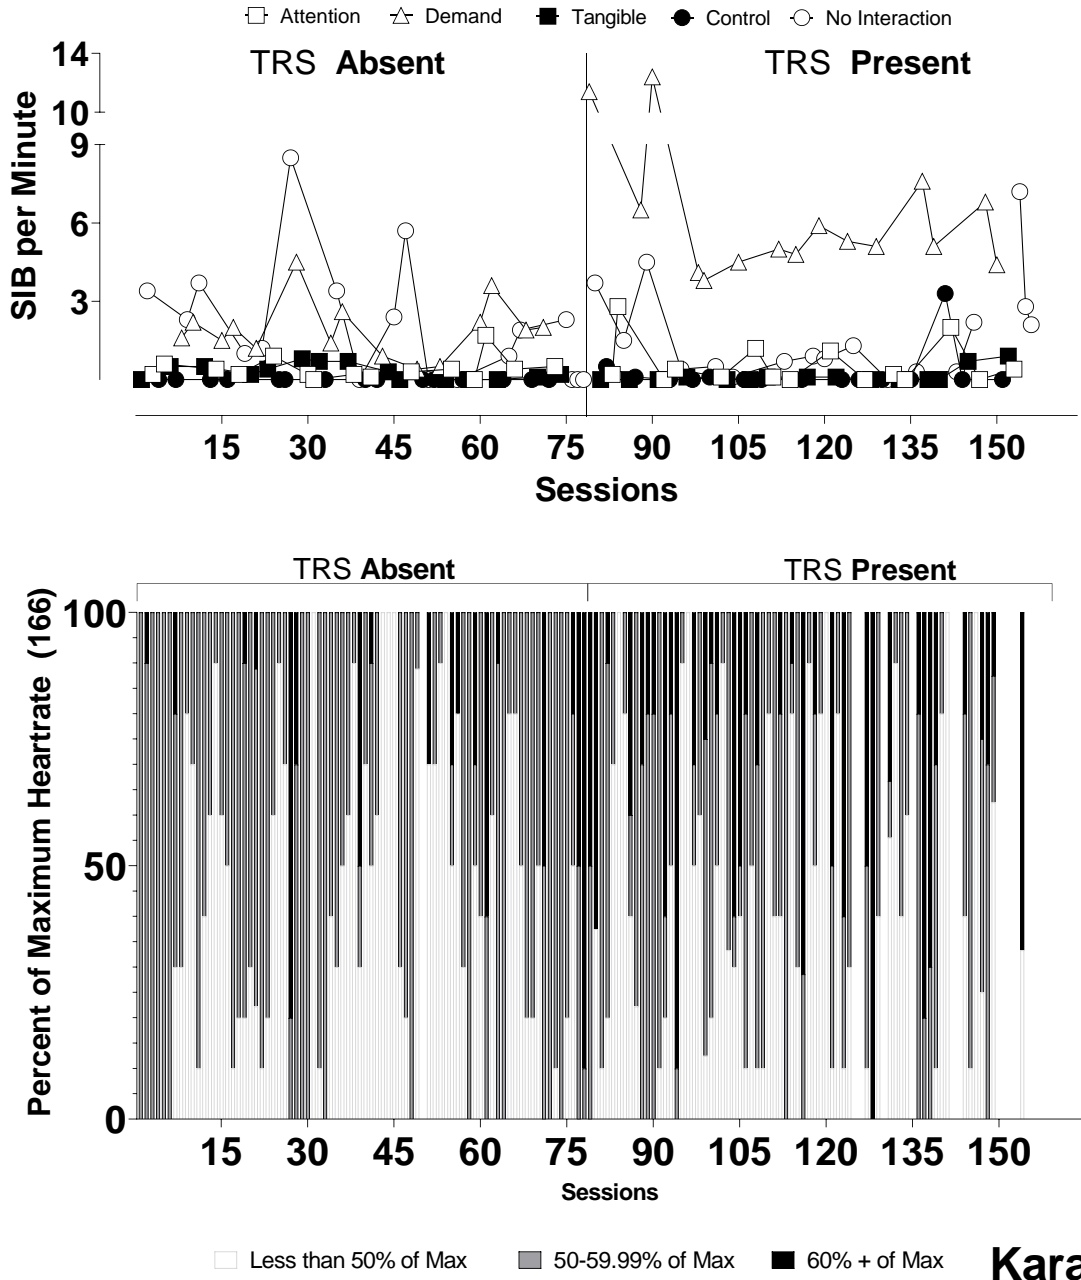 Attention Demand Tangible Control No Interaction
TRS Absent
TRS Present
14
10
9
6
3
SIB per Minute
15 30 45 60 75 90 105 120 135 150
Sessions
TRS Absent
TRS Present
100
50
0
Percent of Maximum Heartrate (166)
15 30 45 60 75 90 105 120 135 150
Sessions
Less than 50% of Max 50-59.99% of Max 60% + of Max
Kara